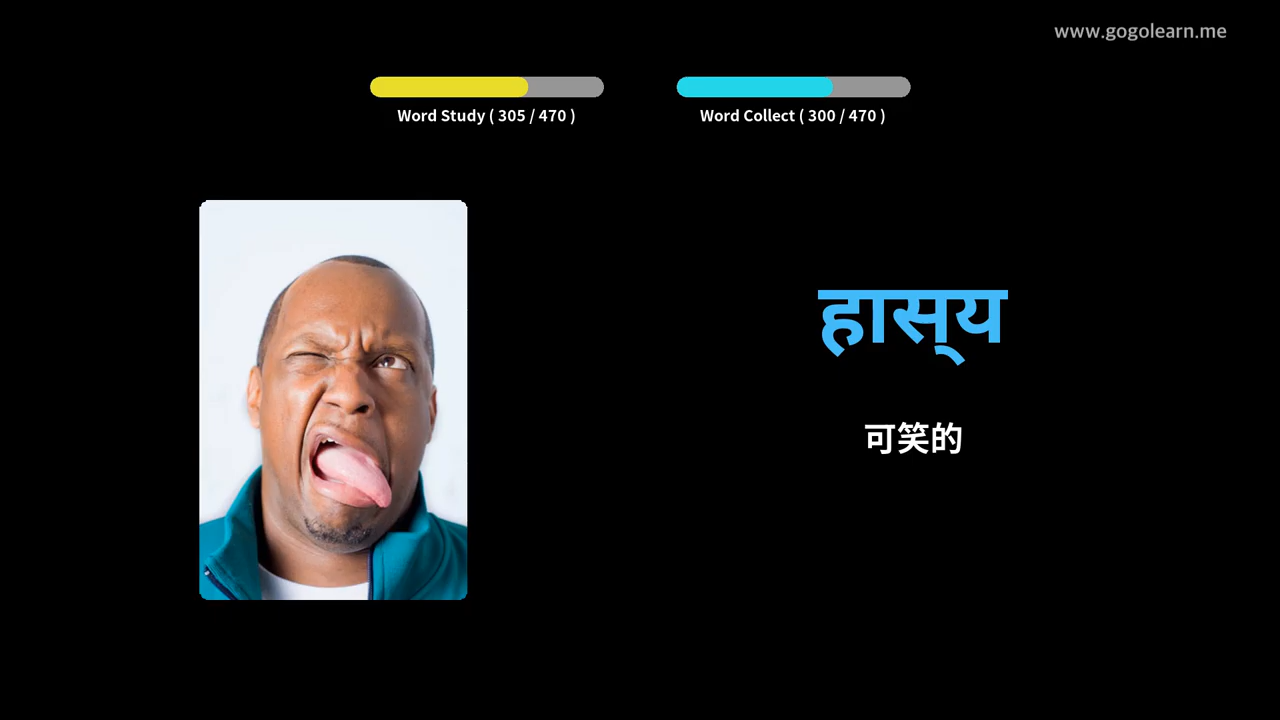 www.gogolearn.me
Word Study ( 305 / 470 )
Word Collect ( 300 / 470 )
हास्‌य
可笑的